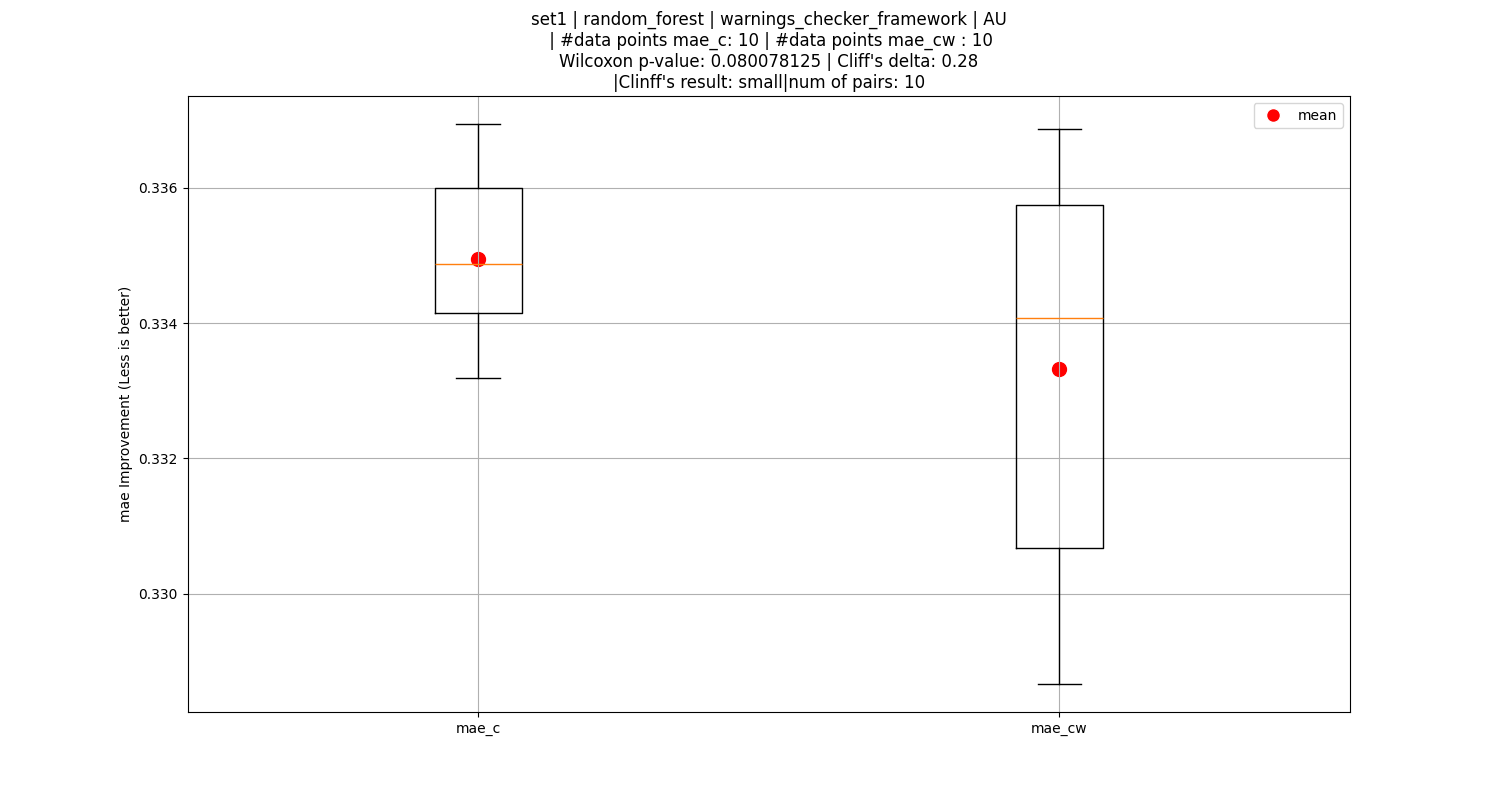 set1 | random_forest | warnings_checker_framework | AU
| #data points mae_c: 10 | #data points mae_cw : 10
Wilcoxon p-value: 0.080078125 | Cliff's delta: 0.28
|Clinff's result: small|num of pairs: 10
mean
mae Improvement (Less is better)
0.336
0.334
0.332
0.330
mae_c
mae_cw